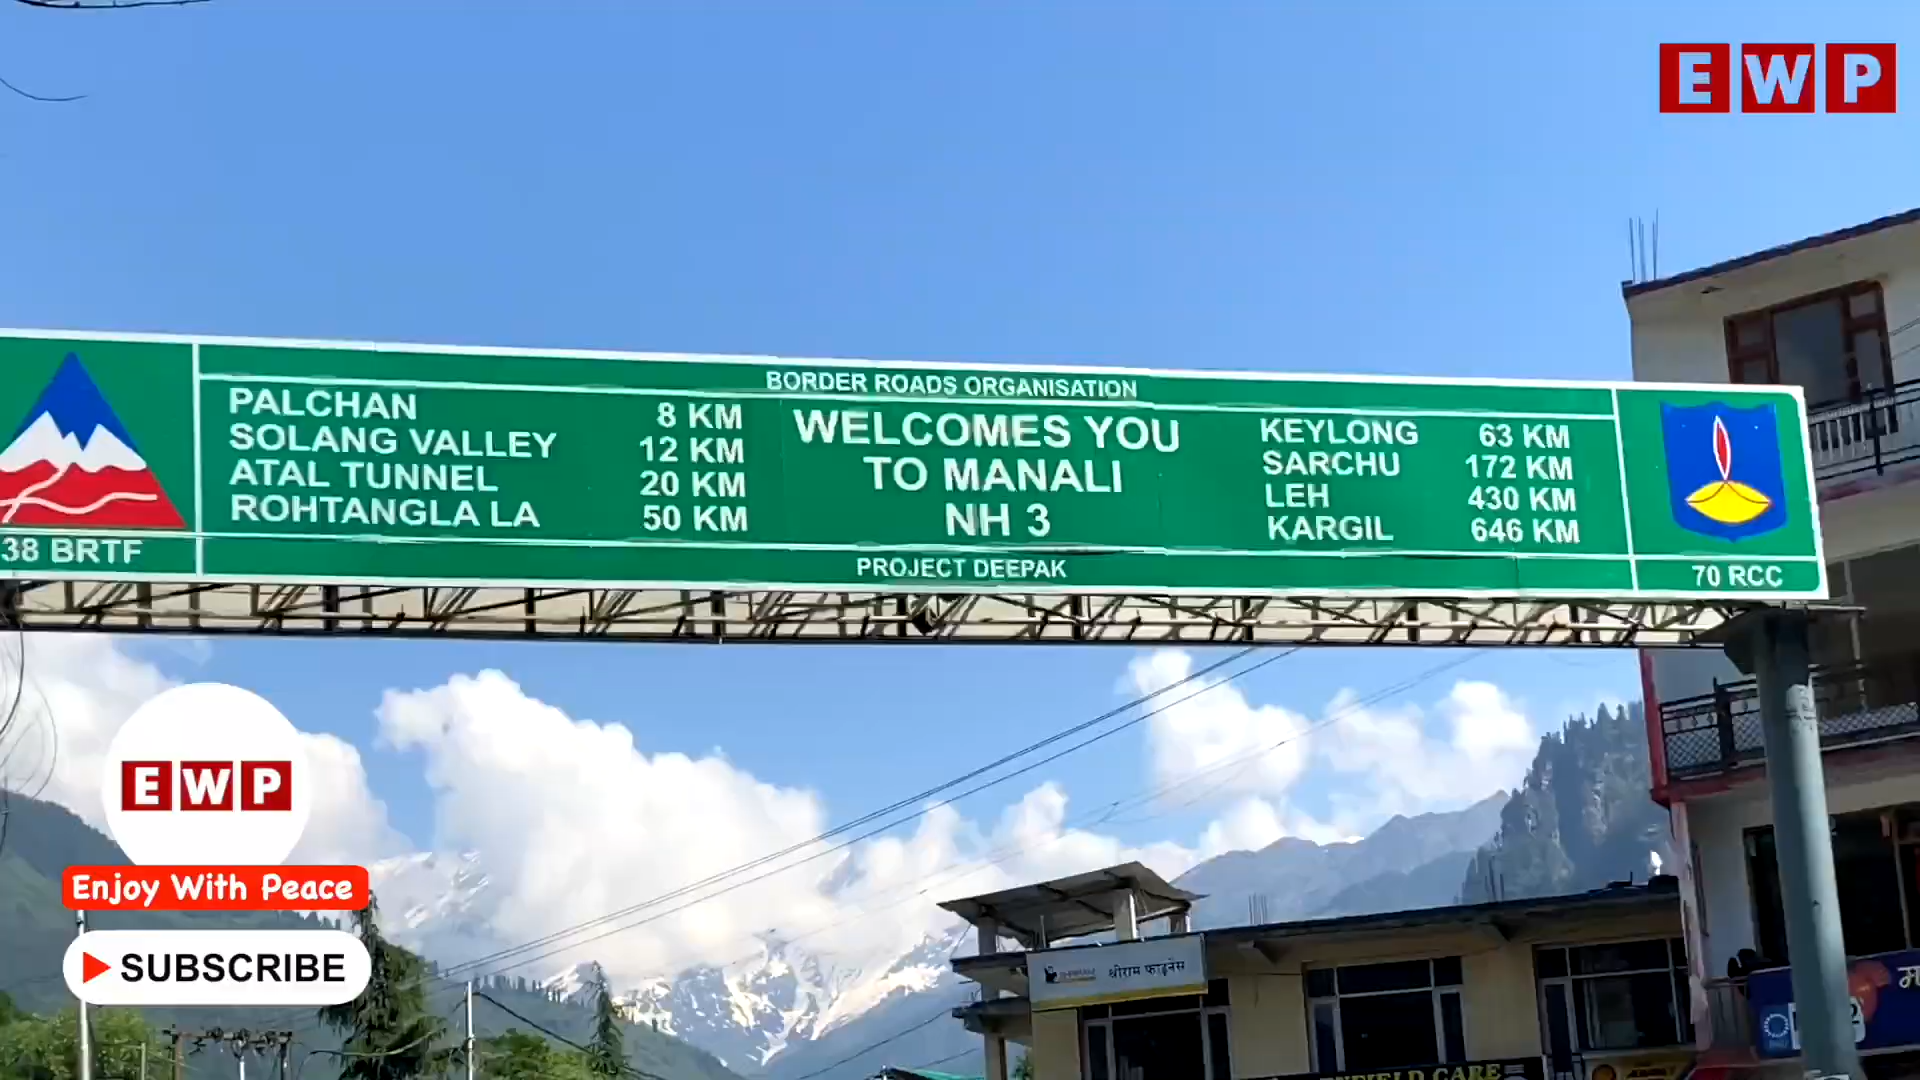 EWP
BORDER ROADS ORGANISATION
PALCHAN 8 KM
SOLANG VALLEY 12 KM
ATAL TUNNEL 20 KM
ROHTANGLA LA 50 KM
WELCOMES YOU
TO MANALI
NH 3
KEYLONG 63 KM
SARCHU 172 KM
LEH 430 KM
KARGIL 646 KM
38 BRTF
PROJECT DEEPAK
70 RCC
EWP
Enjoy With Peace
SUBSCRIBE
श्रीराम फाइनेंस
ENFIELD CARE